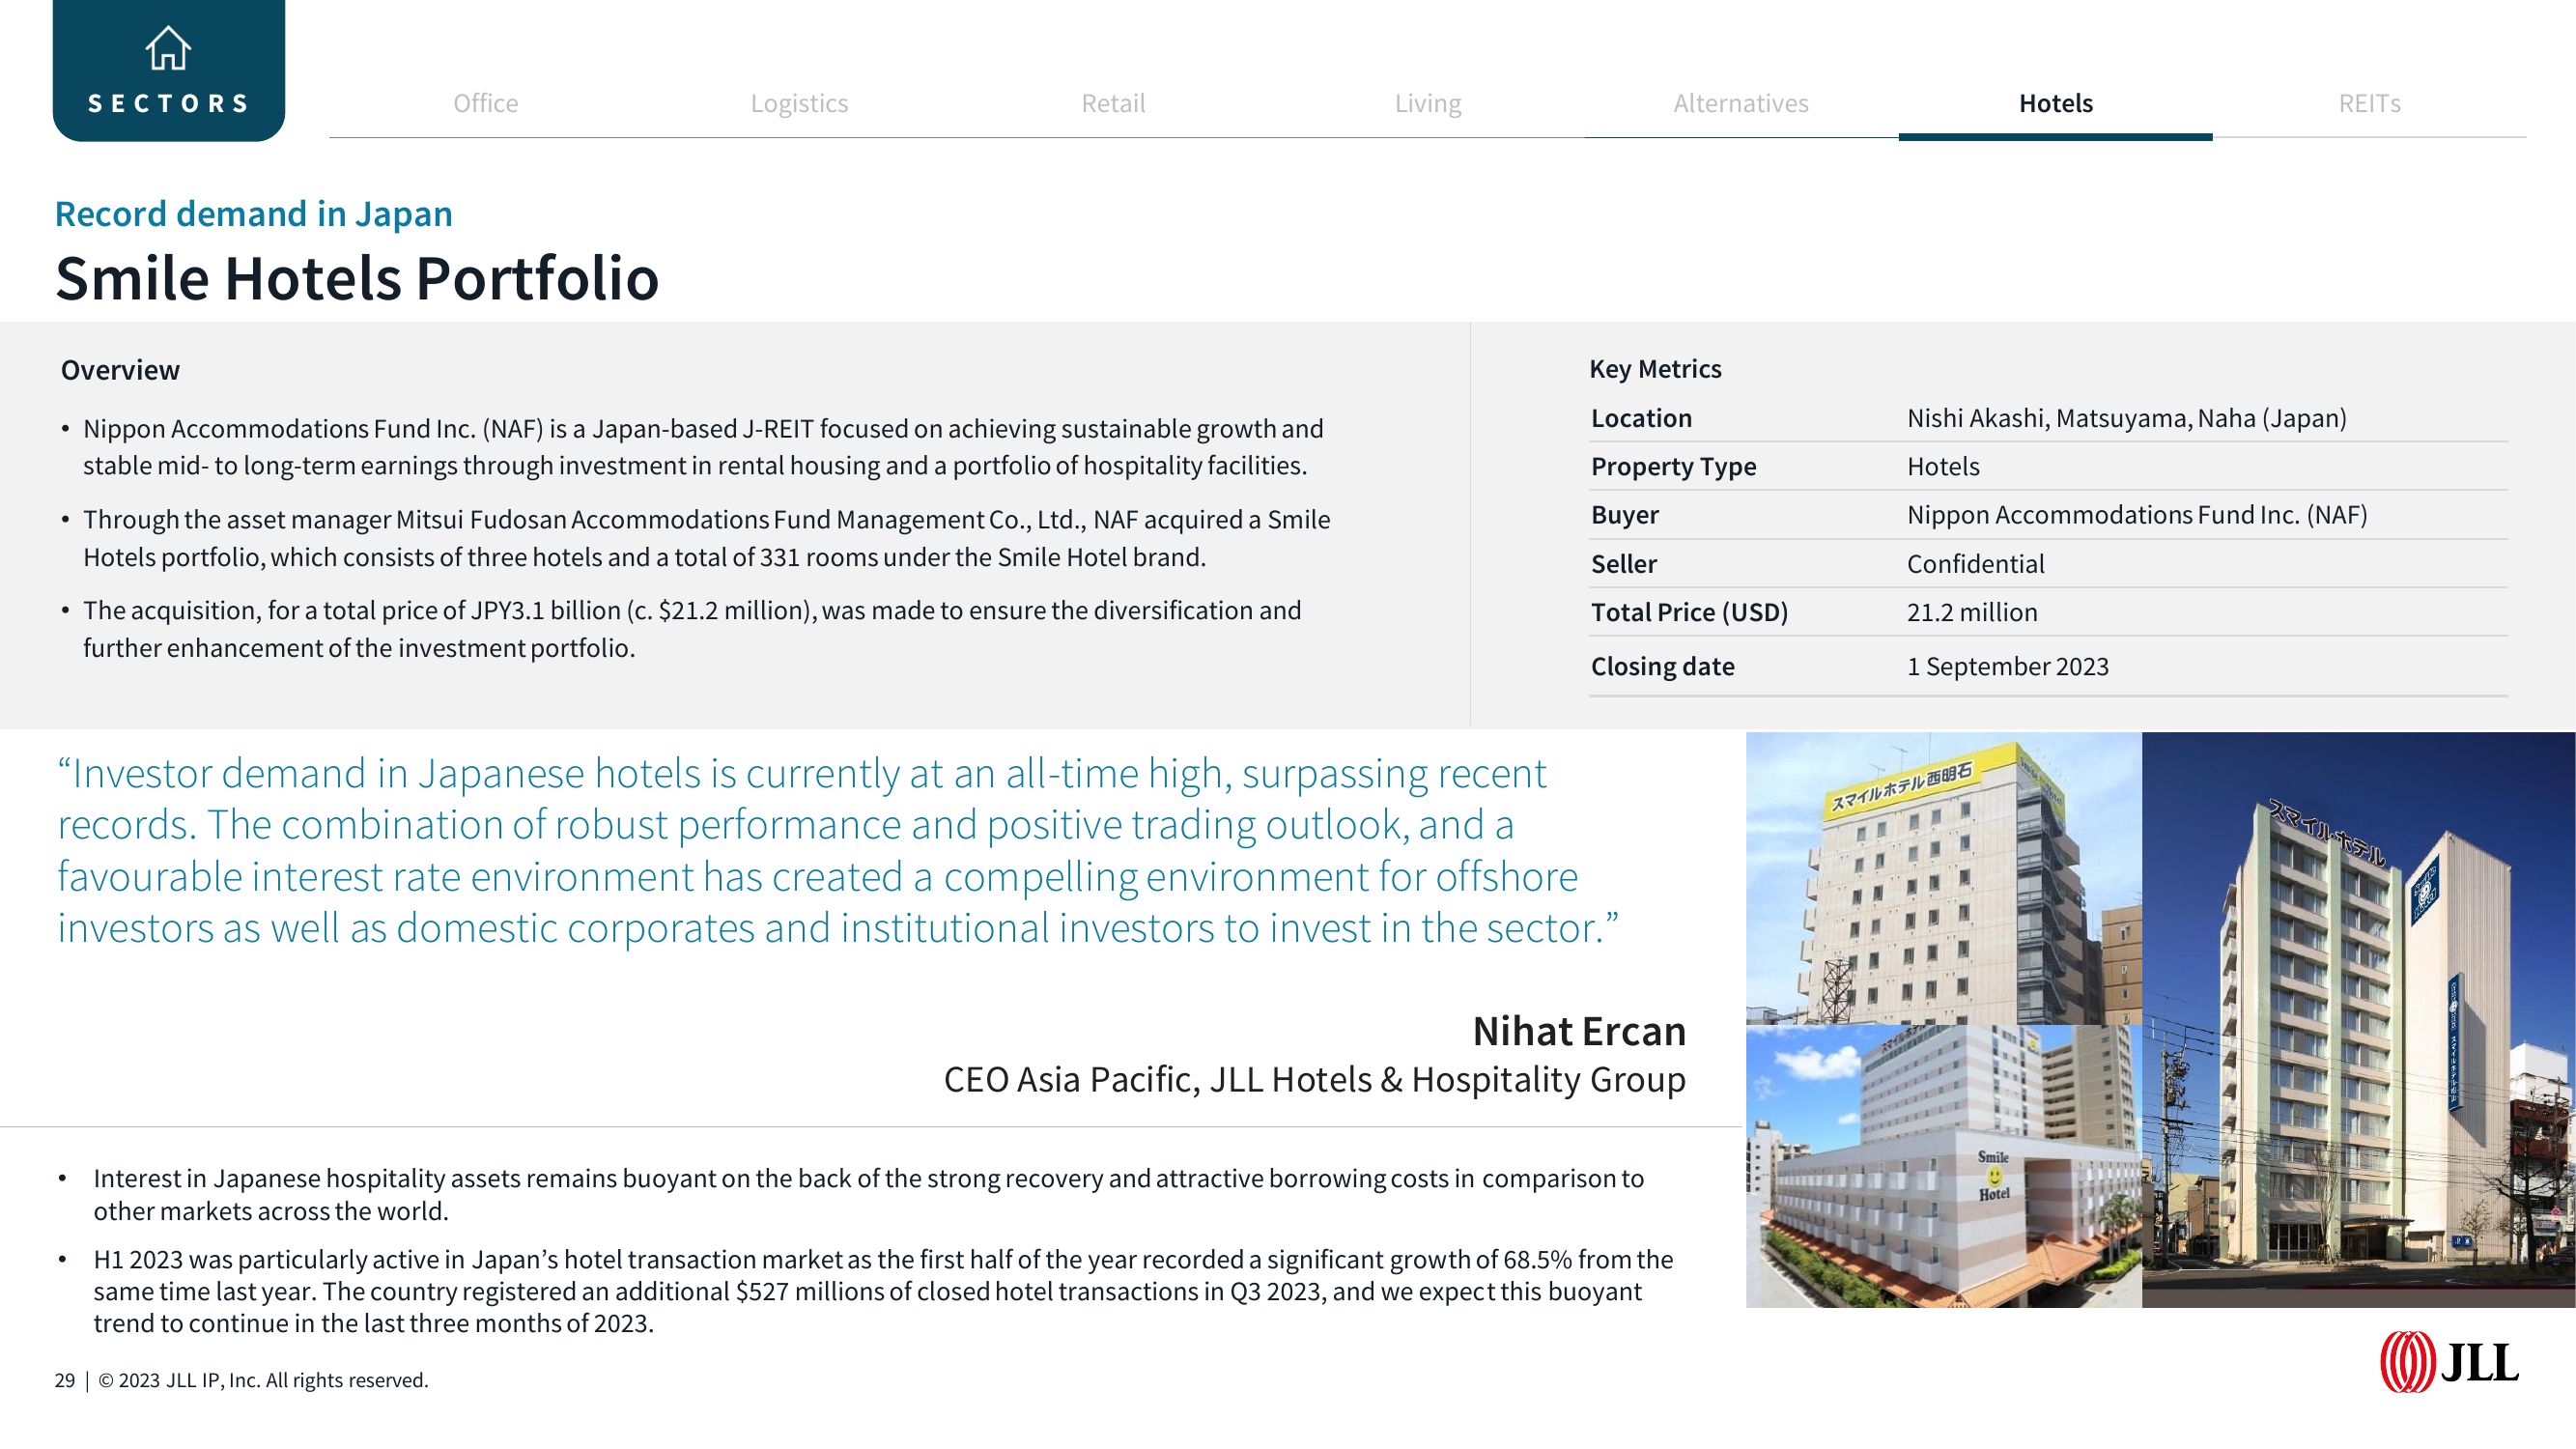 SECTORS
Office
Logistics
Retail
Living
Alternatives
Hotels
REITs
Record demand in Japan
Smile Hotels Portfolio
Overview
• Nippon Accommodations Fund Inc. (NAF) is a Japan-based J-REIT focused on achieving sustainable growth and
stable mid- to long-term earnings through investment in rental housing and a portfolio of hospitality facilities.
• Through the asset manager Mitsui Fudosan Accommodations Fund Management Co., Ltd., NAF acquired a Smile
Hotels portfolio, which consists of three hotels and a total of 331 rooms under the Smile Hotel brand.
• The acquisition, for a total price of JPY3.1 billion (c. $21.2 million), was made to ensure the diversification and
further enhancement of the investment portfolio.
Key Metrics
Location Nishi Akashi, Matsuyama, Naha (Japan)
Property Type Hotels
Buyer Nippon Accommodations Fund Inc. (NAF)
Seller Confidential
Total Price (USD) 21.2 million
Closing date 1 September 2023
“Investor demand in Japanese hotels is currently at an all-time high, surpassing recent
records. The combination of robust performance and positive trading outlook, and a
favourable interest rate environment has created a compelling environment for offshore
investors as well as domestic corporates and institutional investors to invest in the sector.”
Nihat Ercan
CEO Asia Pacific, JLL Hotels & Hospitality Group
• Interest in Japanese hospitality assets remains buoyant on the back of the strong recovery and attractive borrowing costs in comparison to
other markets across the world.
• H1 2023 was particularly active in Japan’s hotel transaction market as the first half of the year recorded a significant growth of 68.5% from the
same time last year. The country registered an additional $527 millions of closed hotel transactions in Q3 2023, and we expect this buoyant
trend to continue in the last three months of 2023.
スマイルホテル西明石
スマイルホテル
Smile
Hotel
29 | © 2023 JLL IP, Inc. All rights reserved.
JLL